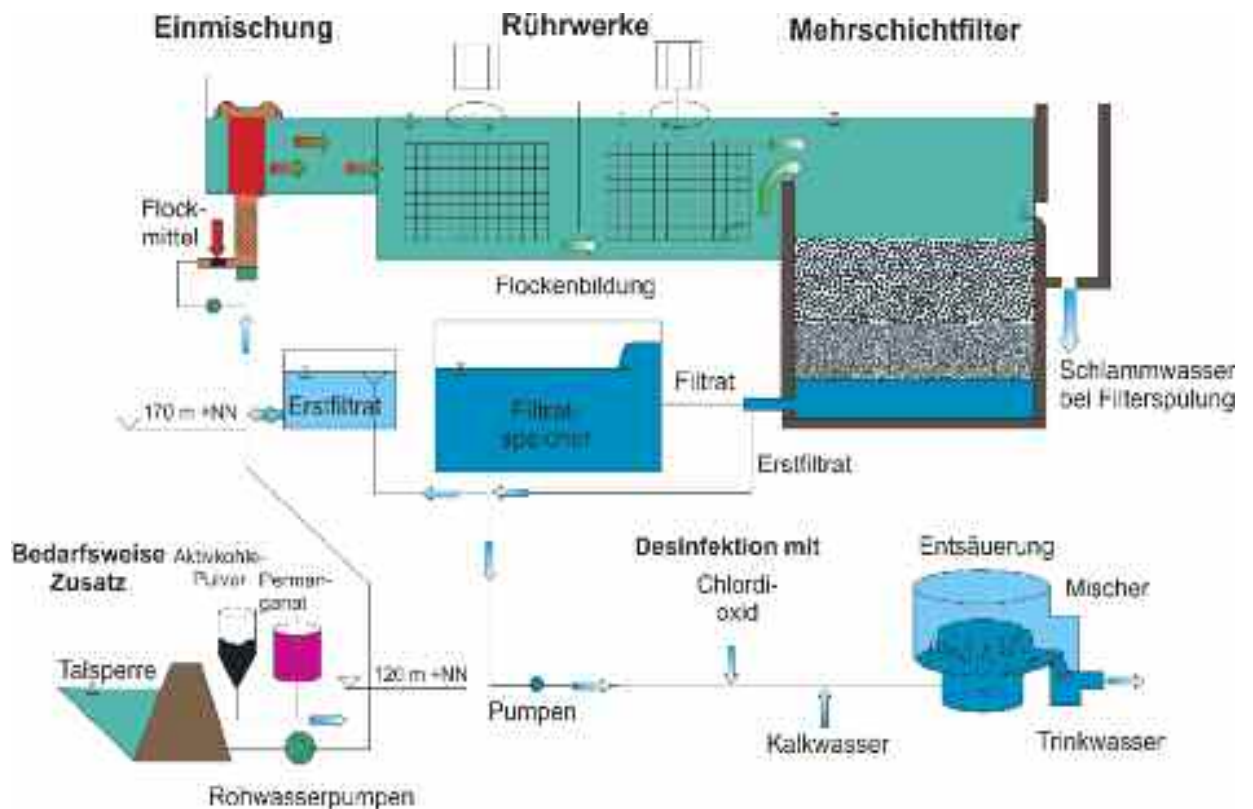 Einmischung
Rührwerke
Mehrschichtfilter
Flock-
mittel
Flockenbildung
Schlammwasser
bei Filterspülung
Filtrat
Erstfiltrat
Filtrat-
speicher
170 m +NN
Erstfiltrat
Bedarfsweise
Zusatz
Aktivkohle-
Pulver
Perman-
ganat
Talsperre
120 m +NN
Rohwasserpumpen
Pumpen
Desinfektion mit
Chlordi-
oxid
Kalkwasser
Entsäuerung
Mischer
Trinkwasser